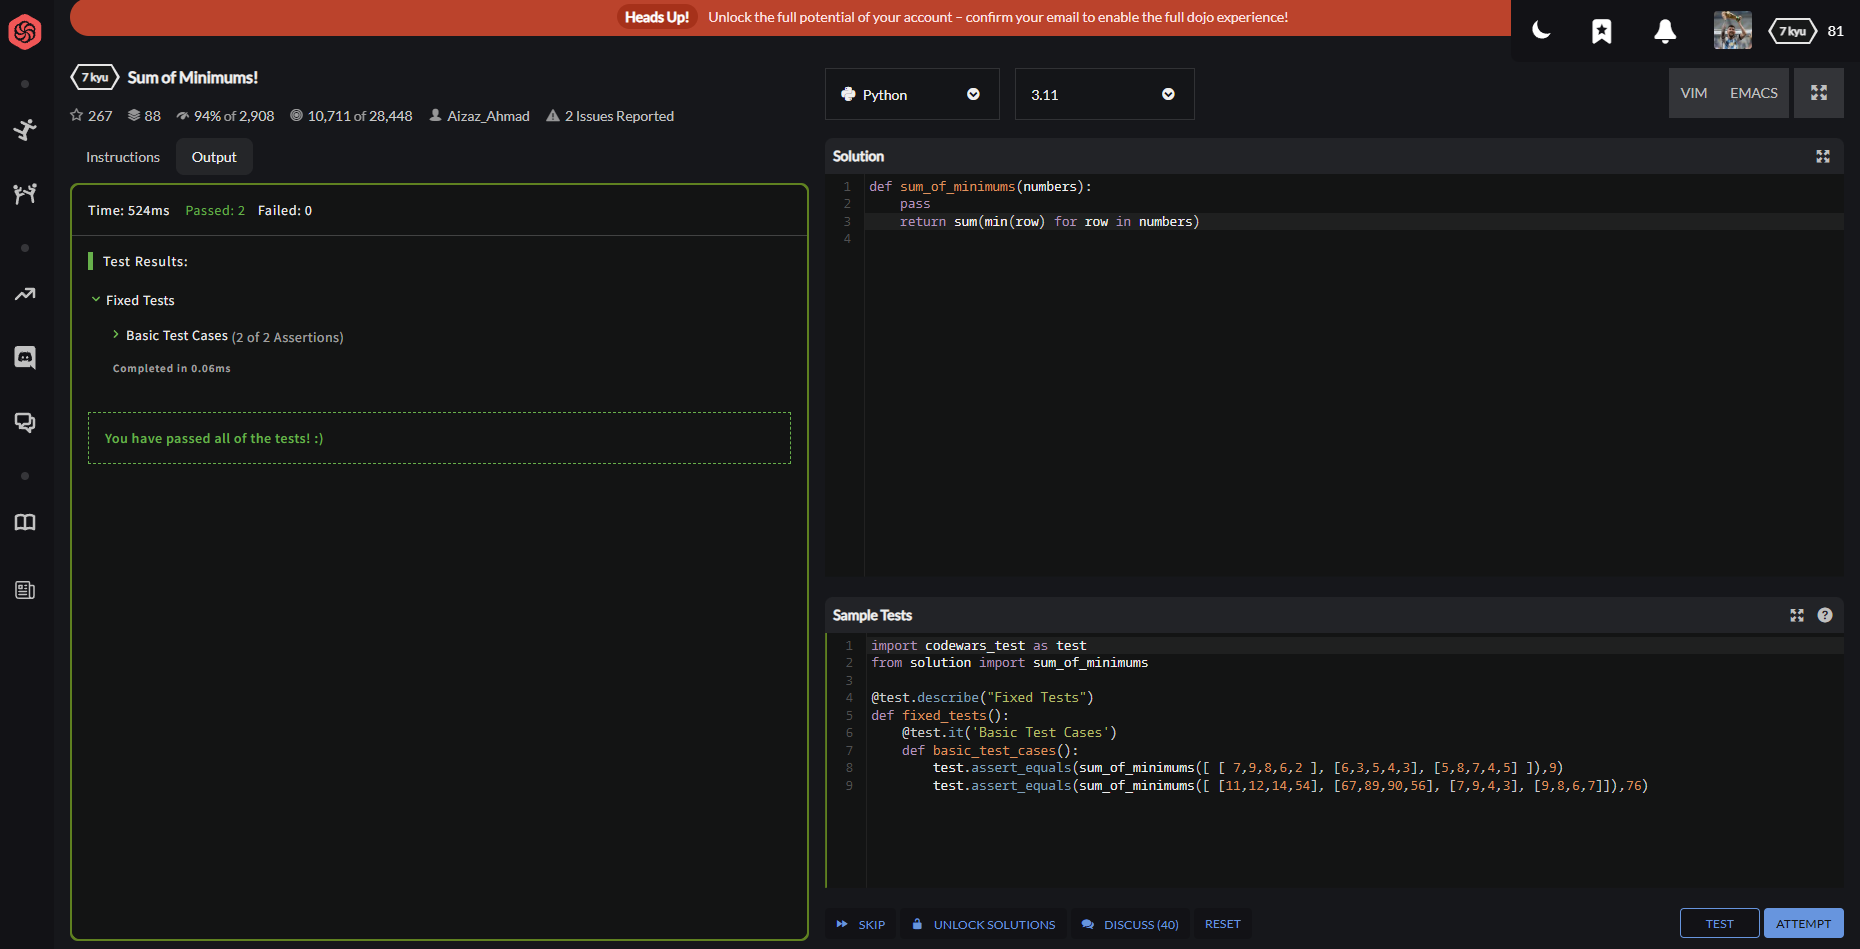 Heads Up! Unlock the full potential of your account – confirm your email to enable the full dojo experience!
7 kyu 81
7 kyu Sum of Minimums!
267 88 94% of 2,908 10,711 of 28,448 Aizaz_Ahmad 2 Issues Reported
Instructions Output
Time: 524ms Passed: 2 Failed: 0
Test Results:
Fixed Tests
Basic Test Cases (2 of 2 Assertions)
Completed in 0.06ms
You have passed all of the tests! :)
Python 3.11 VIM EMACS
Solution
1 def sum_of_minimums(numbers):
2     pass
3     return sum(min(row) for row in numbers)
4
Sample Tests
1 import codewars_test as test
2 from solution import sum_of_minimums
3
4 @test.describe("Fixed Tests")
5 def fixed_tests():
6     @test.it('Basic Test Cases')
7     def basic_test_cases():
8         test.assert_equals(sum_of_minimums([ [ 7,9,8,6,2 ], [6,3,5,4,3], [5,8,7,4,5] ]),9)
9         test.assert_equals(sum_of_minimums([ [11,12,14,54], [67,89,90,56], [7,9,4,3], [9,8,6,7]]),76)
SKIP UNLOCK SOLUTIONS DISCUSS (40) RESET TEST ATTEMPT